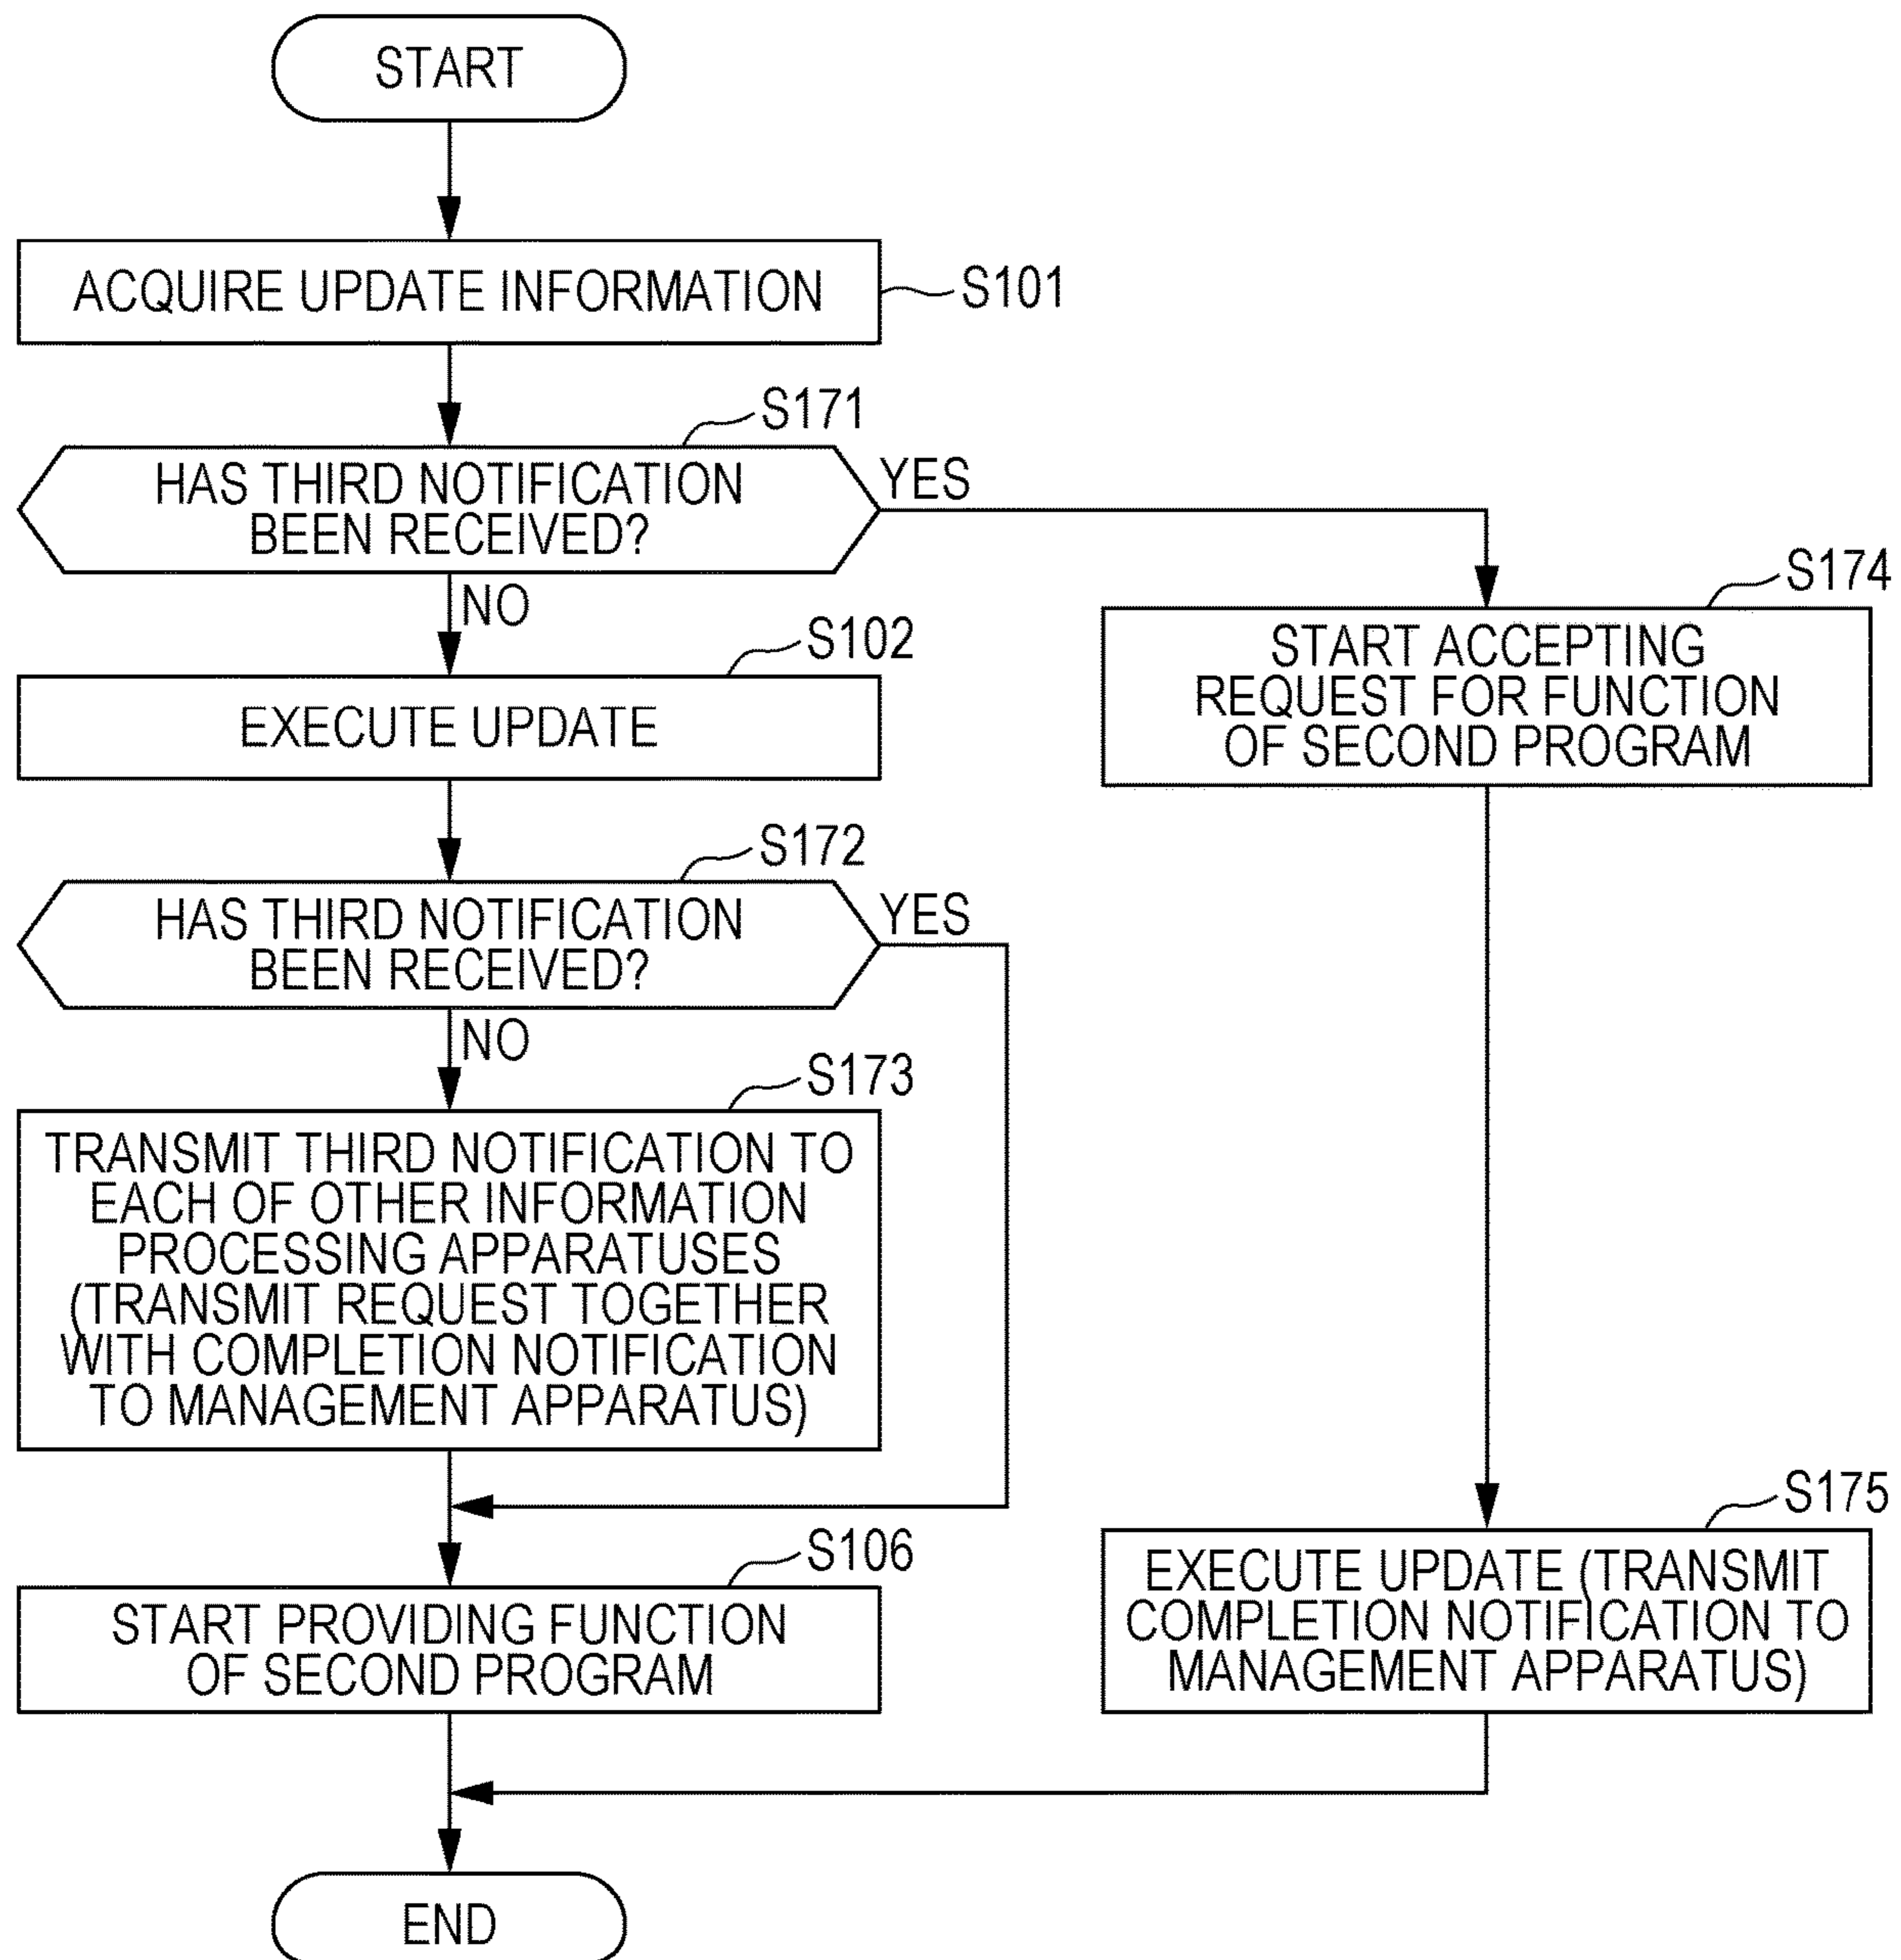 START
ACQUIRE UPDATE INFORMATION
S101
S171
HAS THIRD NOTIFICATION
BEEN RECEIVED?
YES
NO
S102
EXECUTE UPDATE
S172
HAS THIRD NOTIFICATION
BEEN RECEIVED?
YES
NO
S173
TRANSMIT THIRD NOTIFICATION TO
EACH OF OTHER INFORMATION
PROCESSING APPARATUSES
(TRANSMIT REQUEST TOGETHER
WITH COMPLETION NOTIFICATION
TO MANAGEMENT APPARATUS)
S106
START PROVIDING FUNCTION
OF SECOND PROGRAM
S174
START ACCEPTING
REQUEST FOR FUNCTION
OF SECOND PROGRAM
S175
EXECUTE UPDATE (TRANSMIT
COMPLETION NOTIFICATION TO
MANAGEMENT APPARATUS)
END